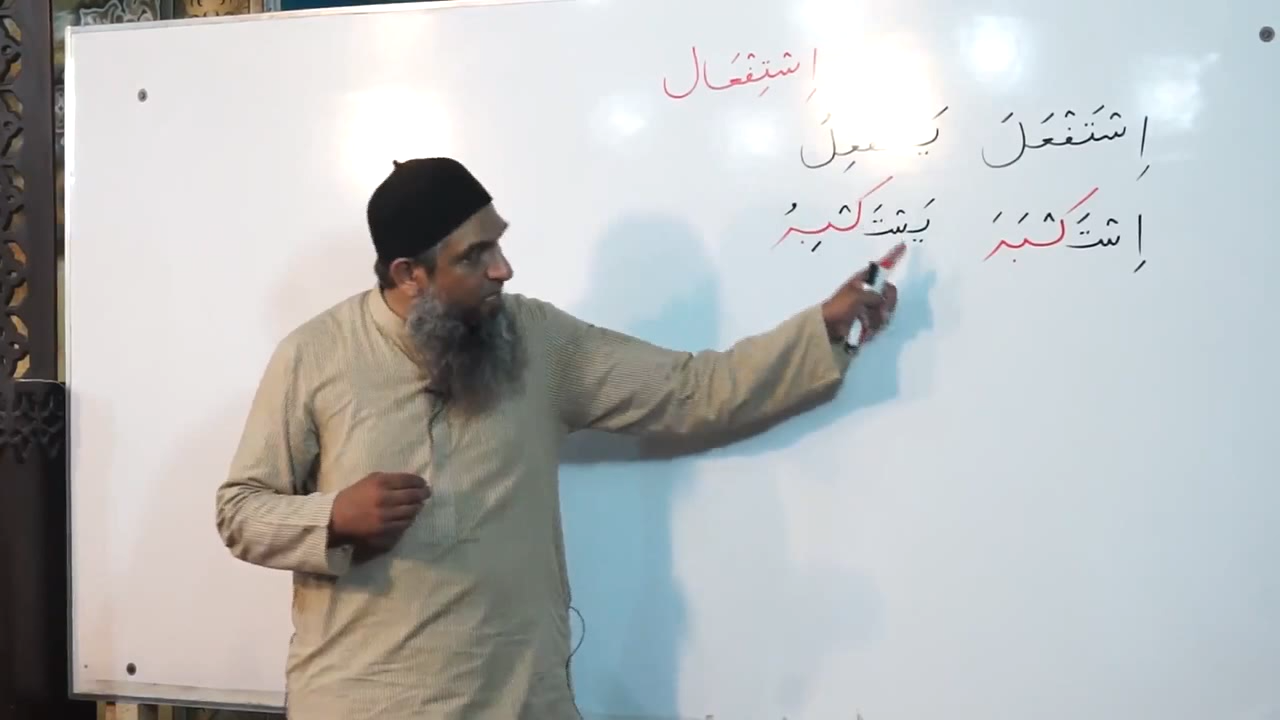 اِسْتِفْعَال
اِسْتَفْعَلَ
اِسْتَكْبَرَ يَسْتَكْبِرُ